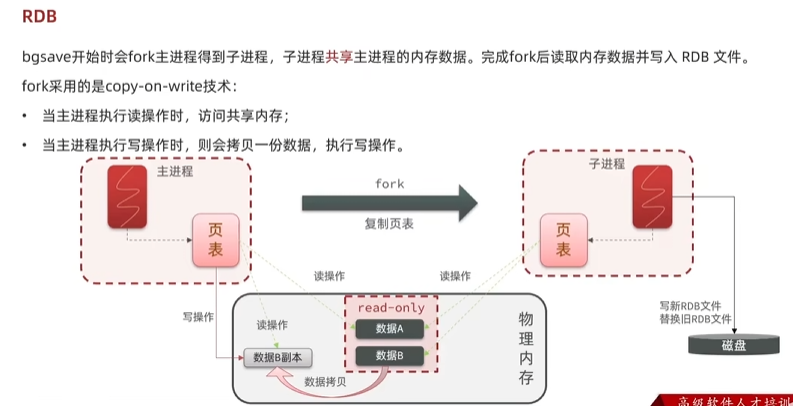 RDB
bgsave开始时会fork主进程得到子进程，子进程共享主进程的内存数据。完成fork后读取内存数据并写入 RDB 文件。
fork采用的是copy-on-write技术：
• 当主进程执行读操作时，访问共享内存；
• 当主进程执行写操作时，则会拷贝一份数据，执行写操作。
主进程
子进程
fork
复制页表
页表
页表
读操作
读操作
写操作
读操作
read-only
数据A
数据B
数据B副本
数据拷贝
物理内存
写新RDB文件
替换旧RDB文件
磁盘
高级软件人才培训